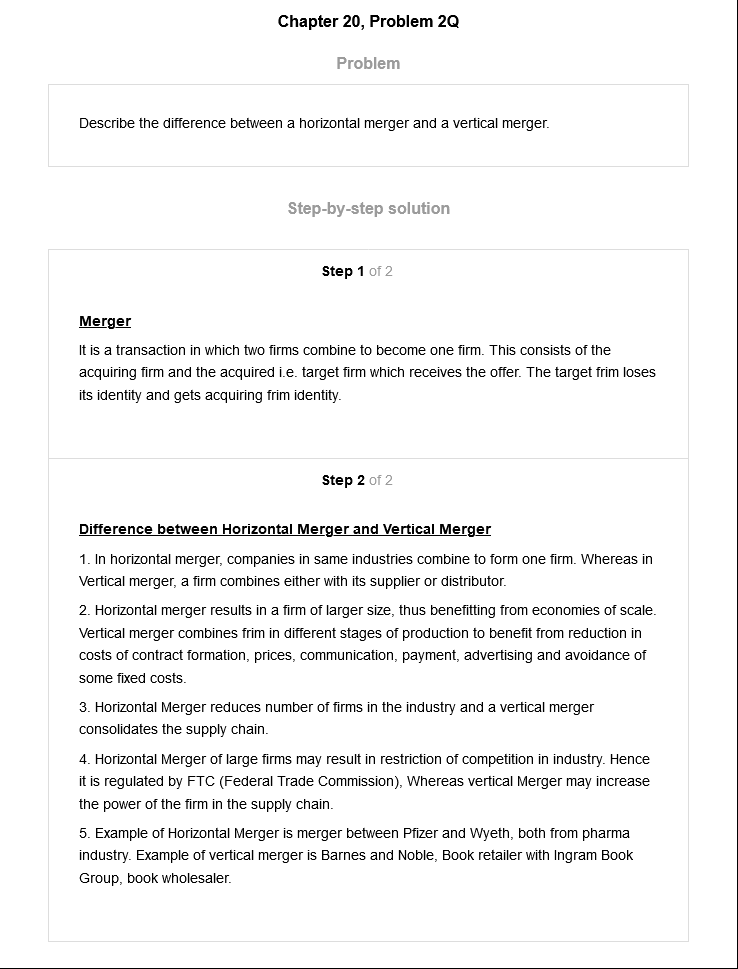 Chapter 20, Problem 2Q
Problem
Describe the difference between a horizontal merger and a vertical merger.
Step-by-step solution
Step 1 of 2
Merger
It is a transaction in which two firms combine to become one firm. This consists of the
acquiring firm and the acquired i.e. target firm which receives the offer. The target frim loses
its identity and gets acquiring frim identity.
Step 2 of 2
Difference between Horizontal Merger and Vertical Merger
1. In horizontal merger, companies in same industries combine to form one firm. Whereas in
Vertical merger, a firm combines either with its supplier or distributor.
2. Horizontal merger results in a firm of larger size, thus benefitting from economies of scale.
Vertical merger combines frim in different stages of production to benefit from reduction in
costs of contract formation, prices, communication, payment, advertising and avoidance of
some fixed costs.
3. Horizontal Merger reduces number of firms in the industry and a vertical merger
consolidates the supply chain.
4. Horizontal Merger of large firms may result in restriction of competition in industry. Hence
it is regulated by FTC (Federal Trade Commission), Whereas vertical Merger may increase
the power of the firm in the supply chain.
5. Example of Horizontal Merger is merger between Pfizer and Wyeth, both from pharma
industry. Example of vertical merger is Barnes and Noble, Book retailer with Ingram Book
Group, book wholesaler.